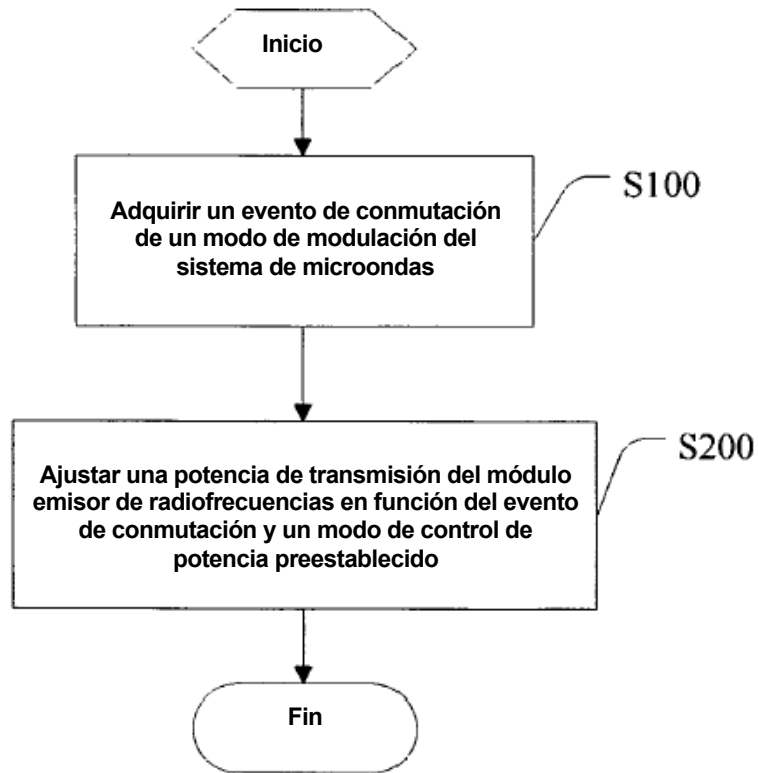 Inicio
Adquirir un evento de conmutación
de un modo de modulación del
sistema de microondas
S100
Ajustar una potencia de transmisión del módulo
emisor de radiofrecuencias en función del evento
de conmutación y un modo de control de
potencia preestablecido
S200
Fin